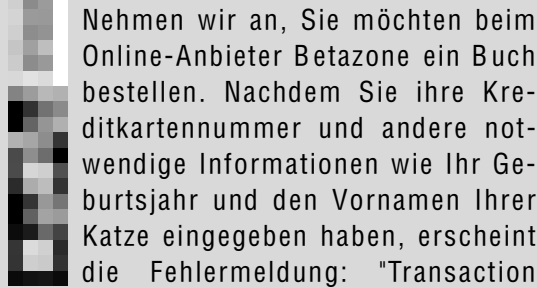 Nehmen wir an, Sie möchten beim
Online-Anbieter Betazone ein Buch
bestellen. Nachdem Sie ihre Kre-
ditkartennummer und andere not-
wendige Informationen wie Ihr Ge-
burtsjahr und den Vornamen Ihrer
Katze eingegeben haben, erscheint
die Fehlermeldung: "Transaction